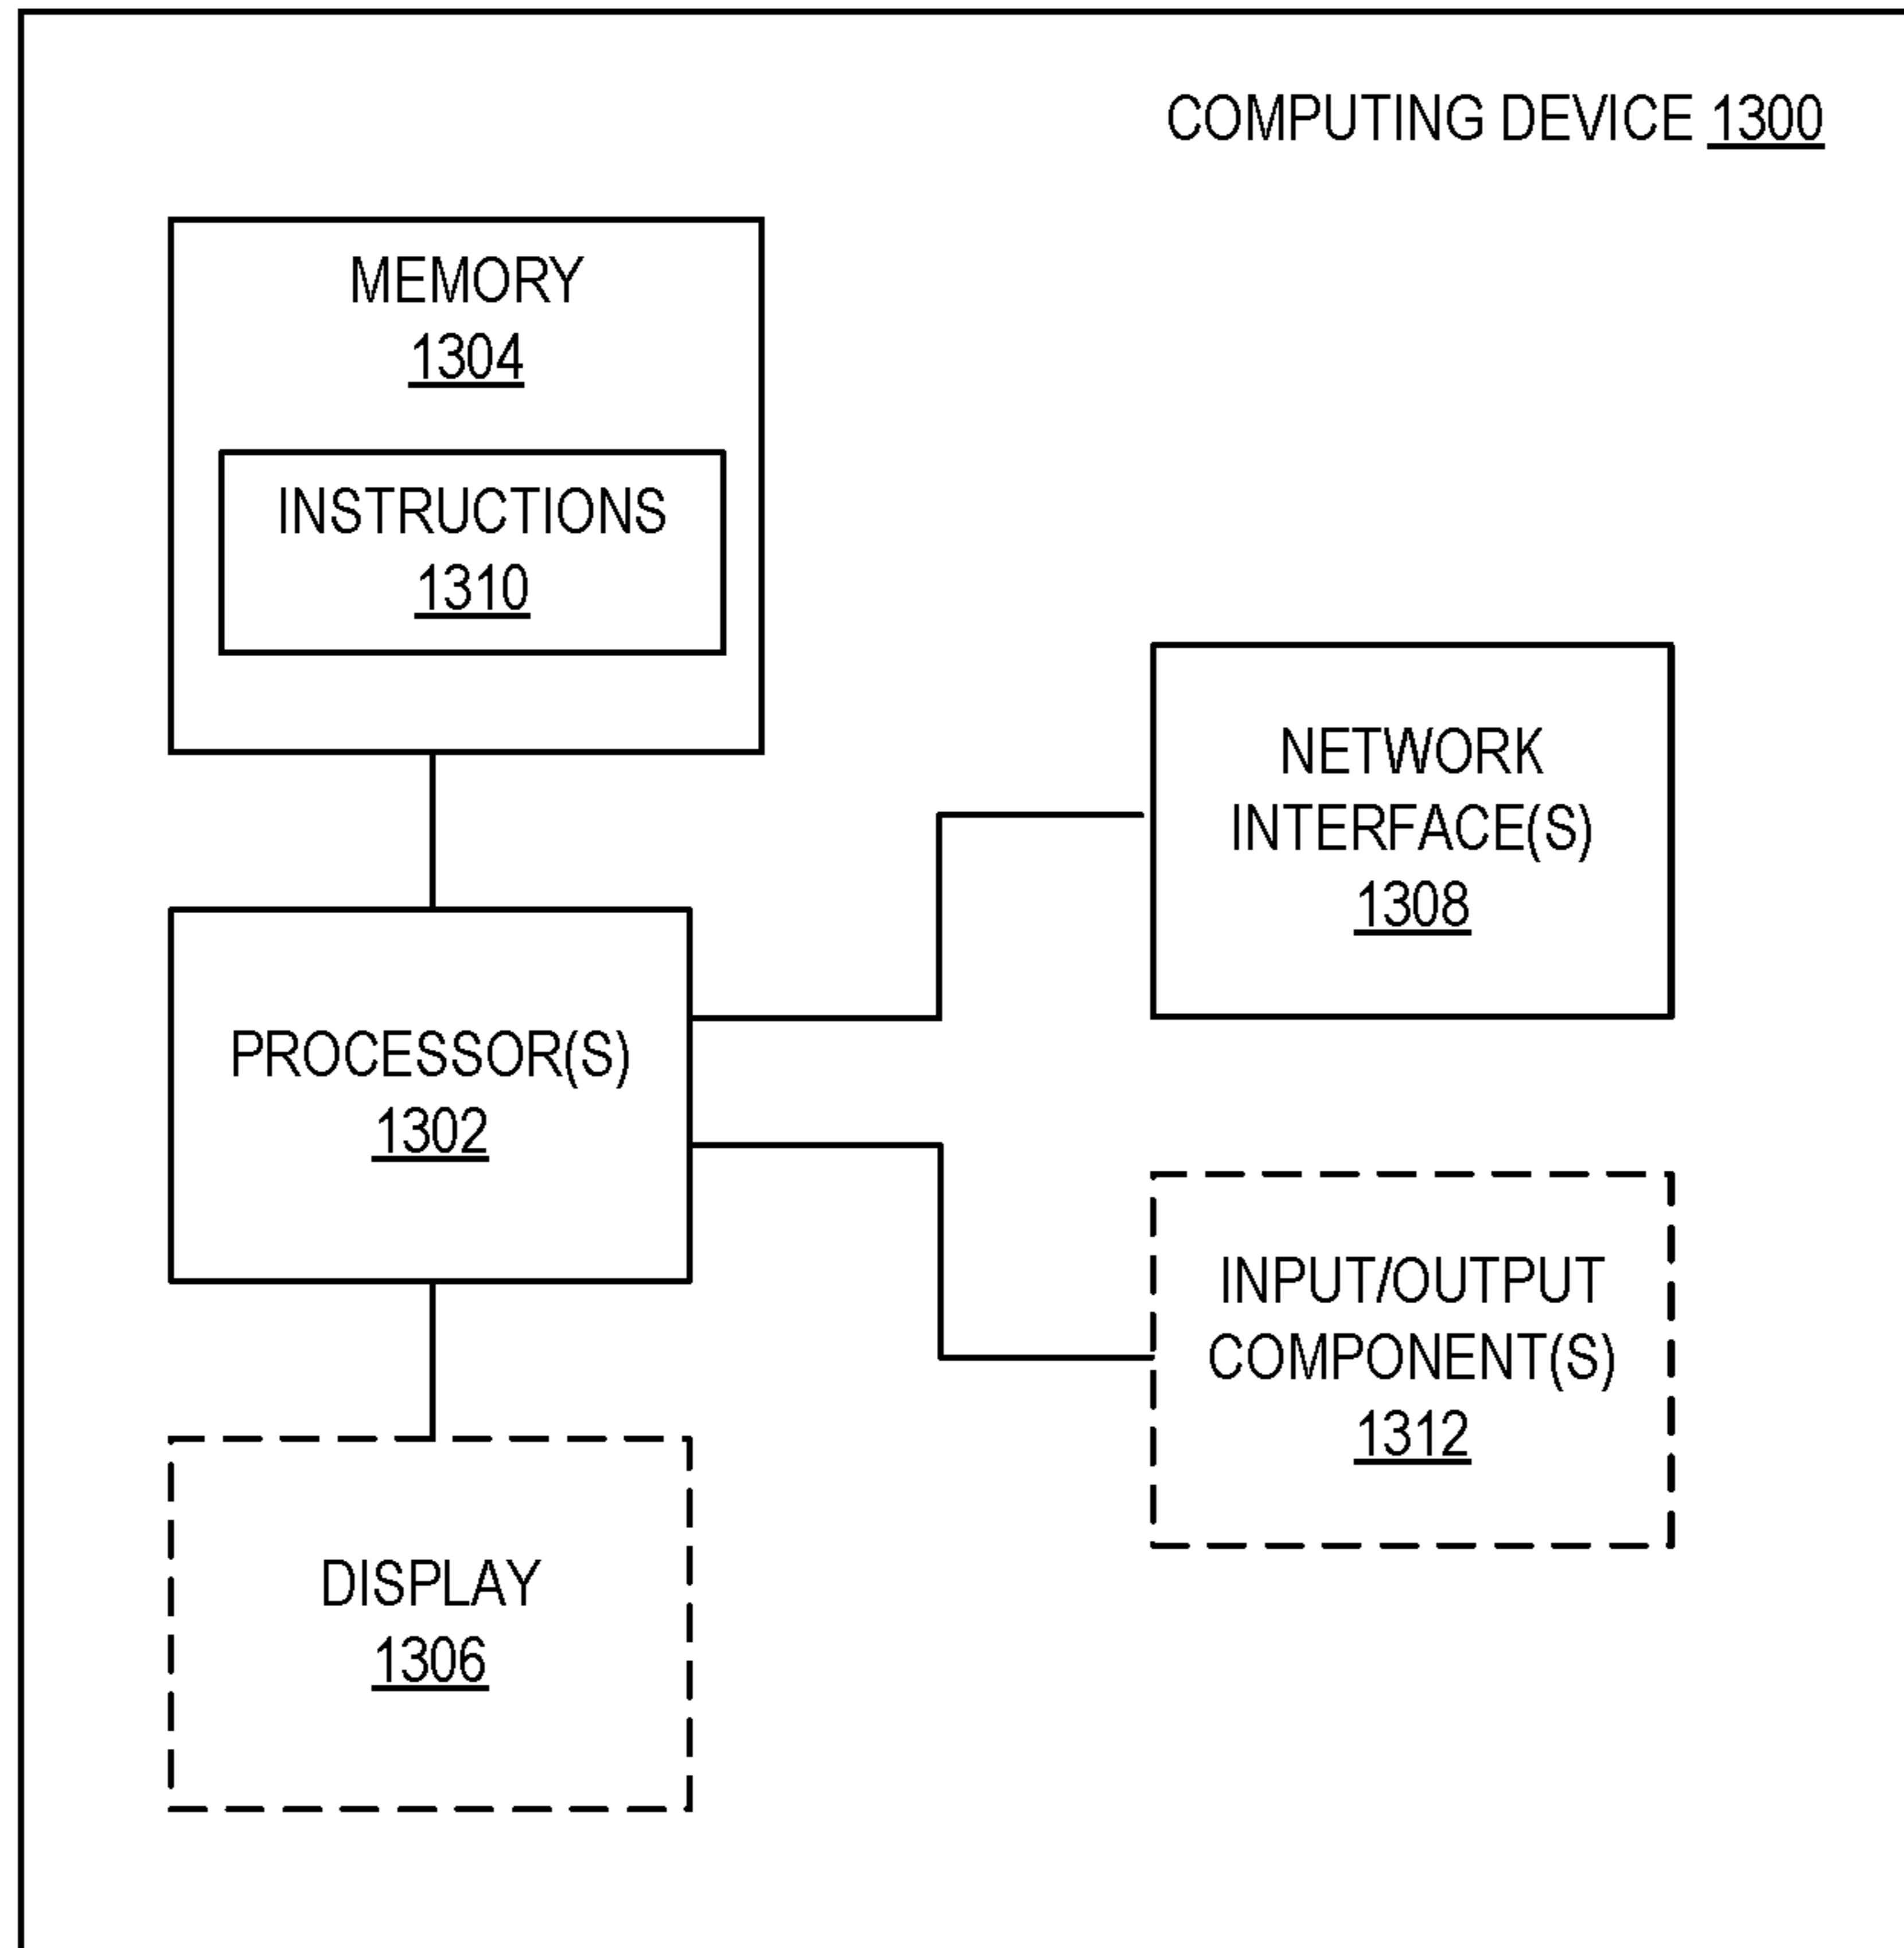 COMPUTING DEVICE 1300
MEMORY
1304
INSTRUCTIONS
1310
NETWORK
INTERFACE(S)
1308
PROCESSOR(S)
1302
INPUT/OUTPUT
COMPONENT(S)
1312
DISPLAY
1306